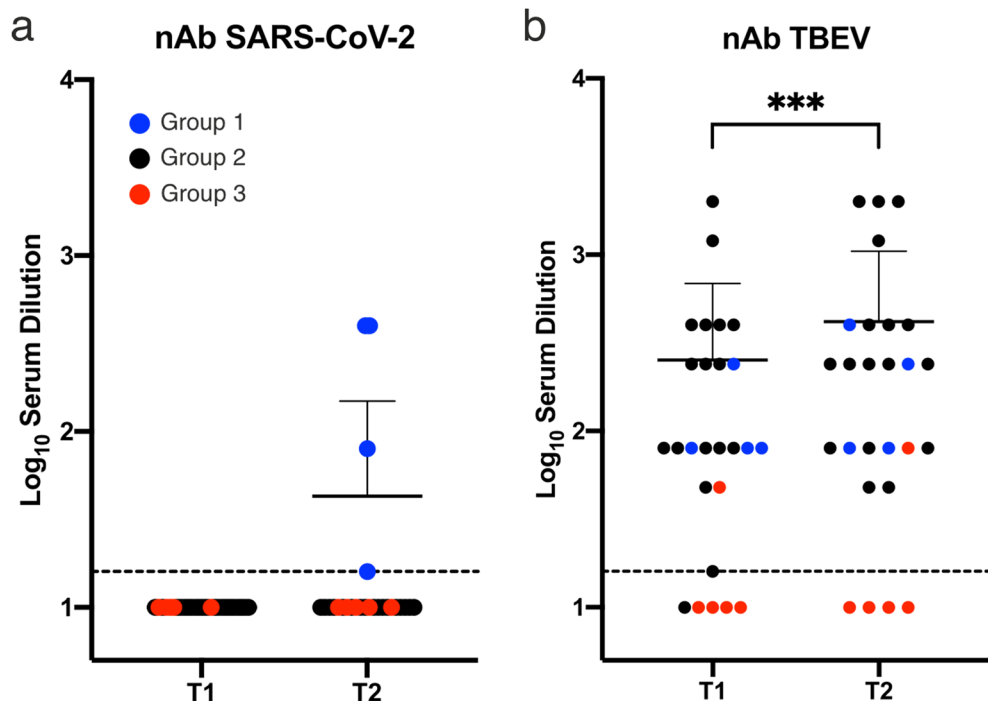 a
nAb SARS-CoV-2
Log10 Serum Dilution
4
3
2
1
Group 1
Group 2
Group 3
T1
T2
b
nAb TBEV
Log10 Serum Dilution
4
3
2
1
***
T1
T2